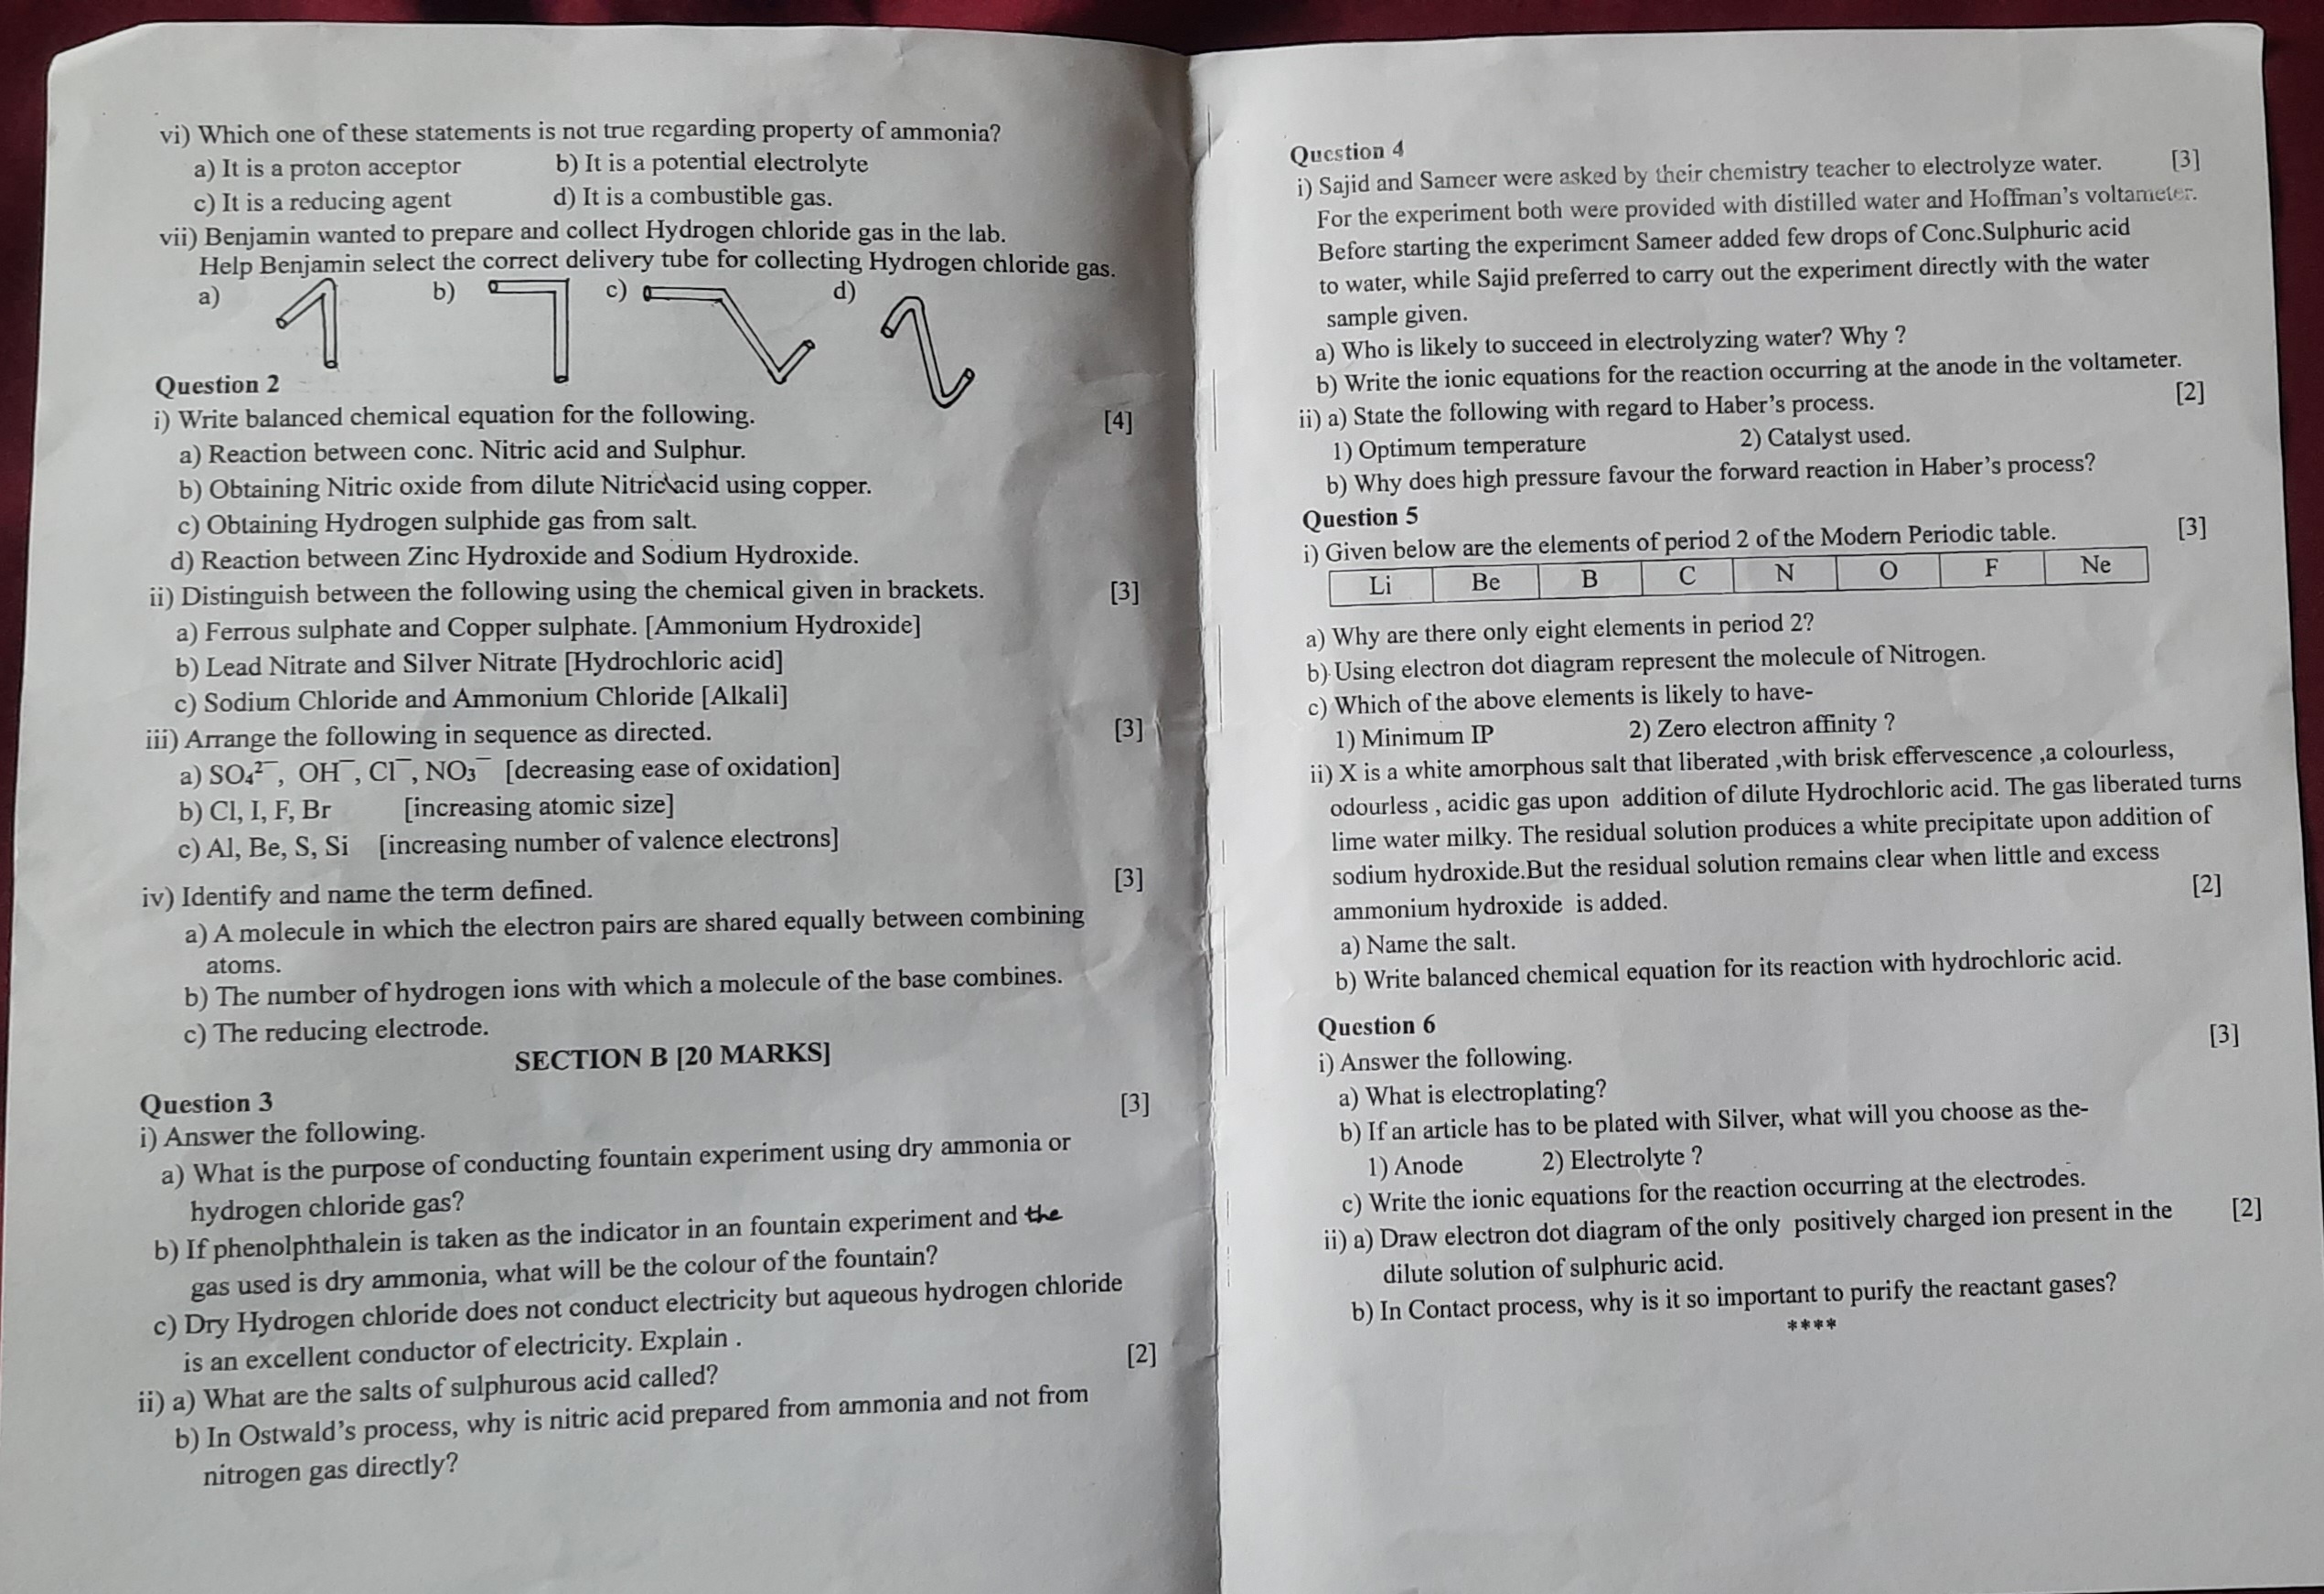 vi) Which one of these statements is not true regarding property of ammonia?
a) It is a proton acceptor b) It is a potential electrolyte
c) It is a reducing agent d) It is a combustible gas.
vii) Benjamin wanted to prepare and collect Hydrogen chloride gas in the lab.
Help Benjamin select the correct delivery tube for collecting Hydrogen chloride gas.
a) b) c) d)
Question 2
i) Write balanced chemical equation for the following. [4]
a) Reaction between conc. Nitric acid and Sulphur.
b) Obtaining Nitric oxide from dilute Nitric\acid using copper.
c) Obtaining Hydrogen sulphide gas from salt.
d) Reaction between Zinc Hydroxide and Sodium Hydroxide.
ii) Distinguish between the following using the chemical given in brackets. [3]
a) Ferrous sulphate and Copper sulphate. [Ammonium Hydroxide]
b) Lead Nitrate and Silver Nitrate [Hydrochloric acid]
c) Sodium Chloride and Ammonium Chloride [Alkali]
iii) Arrange the following in sequence as directed. [3]
a) SO₄²⁻, OH⁻, Cl⁻, NO₃⁻ [decreasing ease of oxidation]
b) Cl, I, F, Br [increasing atomic size]
c) Al, Be, S, Si [increasing number of valence electrons]
iv) Identify and name the term defined. [3]
a) A molecule in which the electron pairs are shared equally between combining
atoms.
b) The number of hydrogen ions with which a molecule of the base combines.
c) The reducing electrode.
SECTION B [20 MARKS]
Question 3
i) Answer the following. [3]
a) What is the purpose of conducting fountain experiment using dry ammonia or
hydrogen chloride gas?
b) If phenolphthalein is taken as the indicator in an fountain experiment and the
gas used is dry ammonia, what will be the colour of the fountain?
c) Dry Hydrogen chloride does not conduct electricity but aqueous hydrogen chloride
is an excellent conductor of electricity. Explain .
ii) a) What are the salts of sulphurous acid called? [2]
b) In Ostwald's process, why is nitric acid prepared from ammonia and not from
nitrogen gas directly?
Question 4
i) Sajid and Sameer were asked by their chemistry teacher to electrolyze water. [3]
For the experiment both were provided with distilled water and Hoffman's voltameter.
Before starting the experiment Sameer added few drops of Conc.Sulphuric acid
to water, while Sajid preferred to carry out the experiment directly with the water
sample given.
a) Who is likely to succeed in electrolyzing water? Why ?
b) Write the ionic equations for the reaction occurring at the anode in the voltameter.
ii) a) State the following with regard to Haber's process. [2]
1) Optimum temperature 2) Catalyst used.
b) Why does high pressure favour the forward reaction in Haber's process?
Question 5
i) Given below are the elements of period 2 of the Modern Periodic table. [3]
Li Be B C N O F Ne
a) Why are there only eight elements in period 2?
b) Using electron dot diagram represent the molecule of Nitrogen.
c) Which of the above elements is likely to have-
1) Minimum IP 2) Zero electron affinity ?
ii) X is a white amorphous salt that liberated ,with brisk effervescence ,a colourless,
odourless , acidic gas upon addition of dilute Hydrochloric acid. The gas liberated turns
lime water milky. The residual solution produces a white precipitate upon addition of
sodium hydroxide.But the residual solution remains clear when little and excess
ammonium hydroxide is added. [2]
a) Name the salt.
b) Write balanced chemical equation for its reaction with hydrochloric acid.
Question 6
i) Answer the following. [3]
a) What is electroplating?
b) If an article has to be plated with Silver, what will you choose as the-
1) Anode 2) Electrolyte ?
c) Write the ionic equations for the reaction occurring at the electrodes.
ii) a) Draw electron dot diagram of the only positively charged ion present in the [2]
dilute solution of sulphuric acid.
b) In Contact process, why is it so important to purify the reactant gases?
****